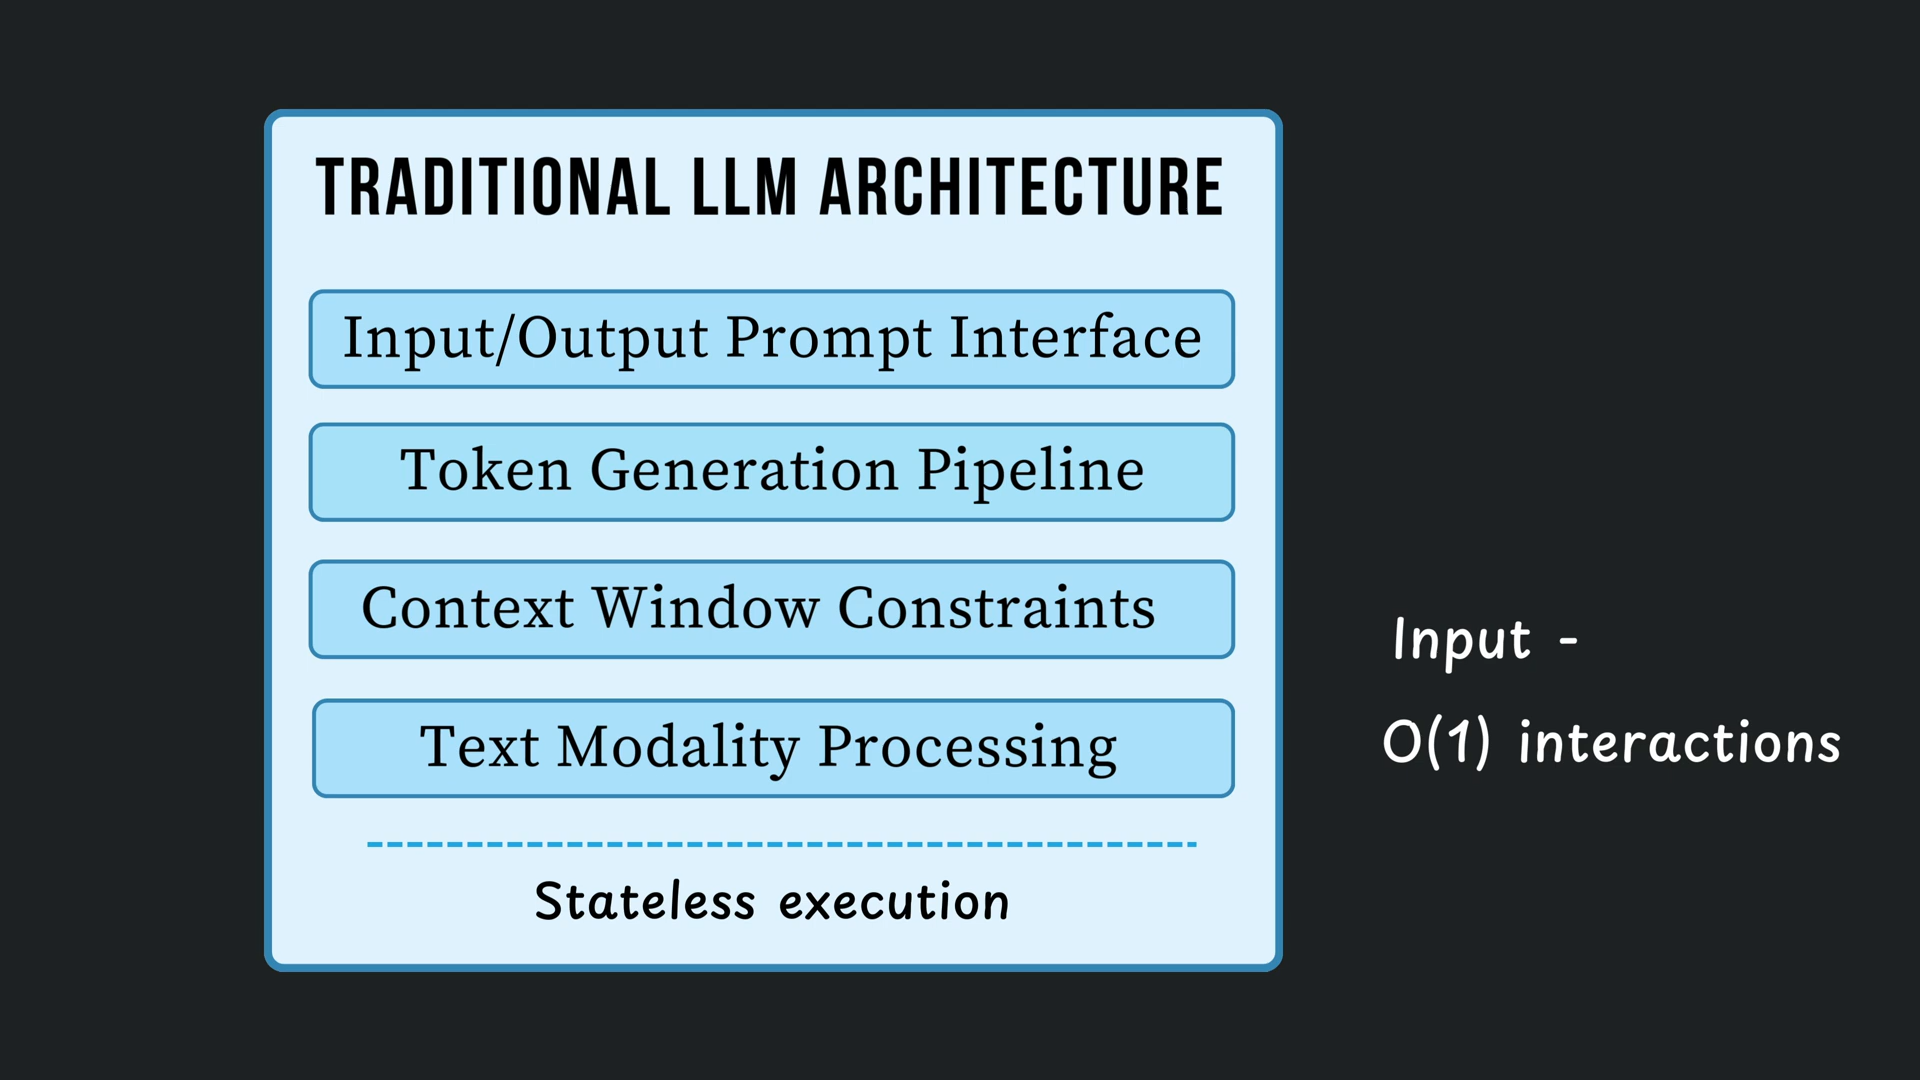 TRADITIONAL LLM ARCHITECTURE
Input/Output Prompt Interface
Token Generation Pipeline
Context Window Constraints
Text Modality Processing
Stateless execution
Input -
O(1) interactions